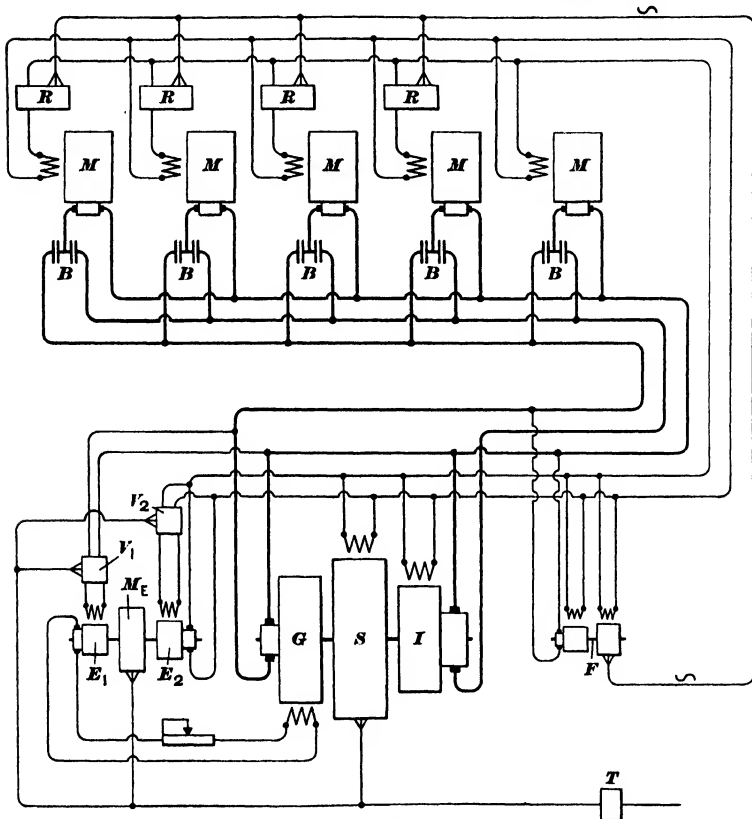 R R R R
M M M M M
B B B B B
V2
V1
ME
G S I
E1 E2 F
T